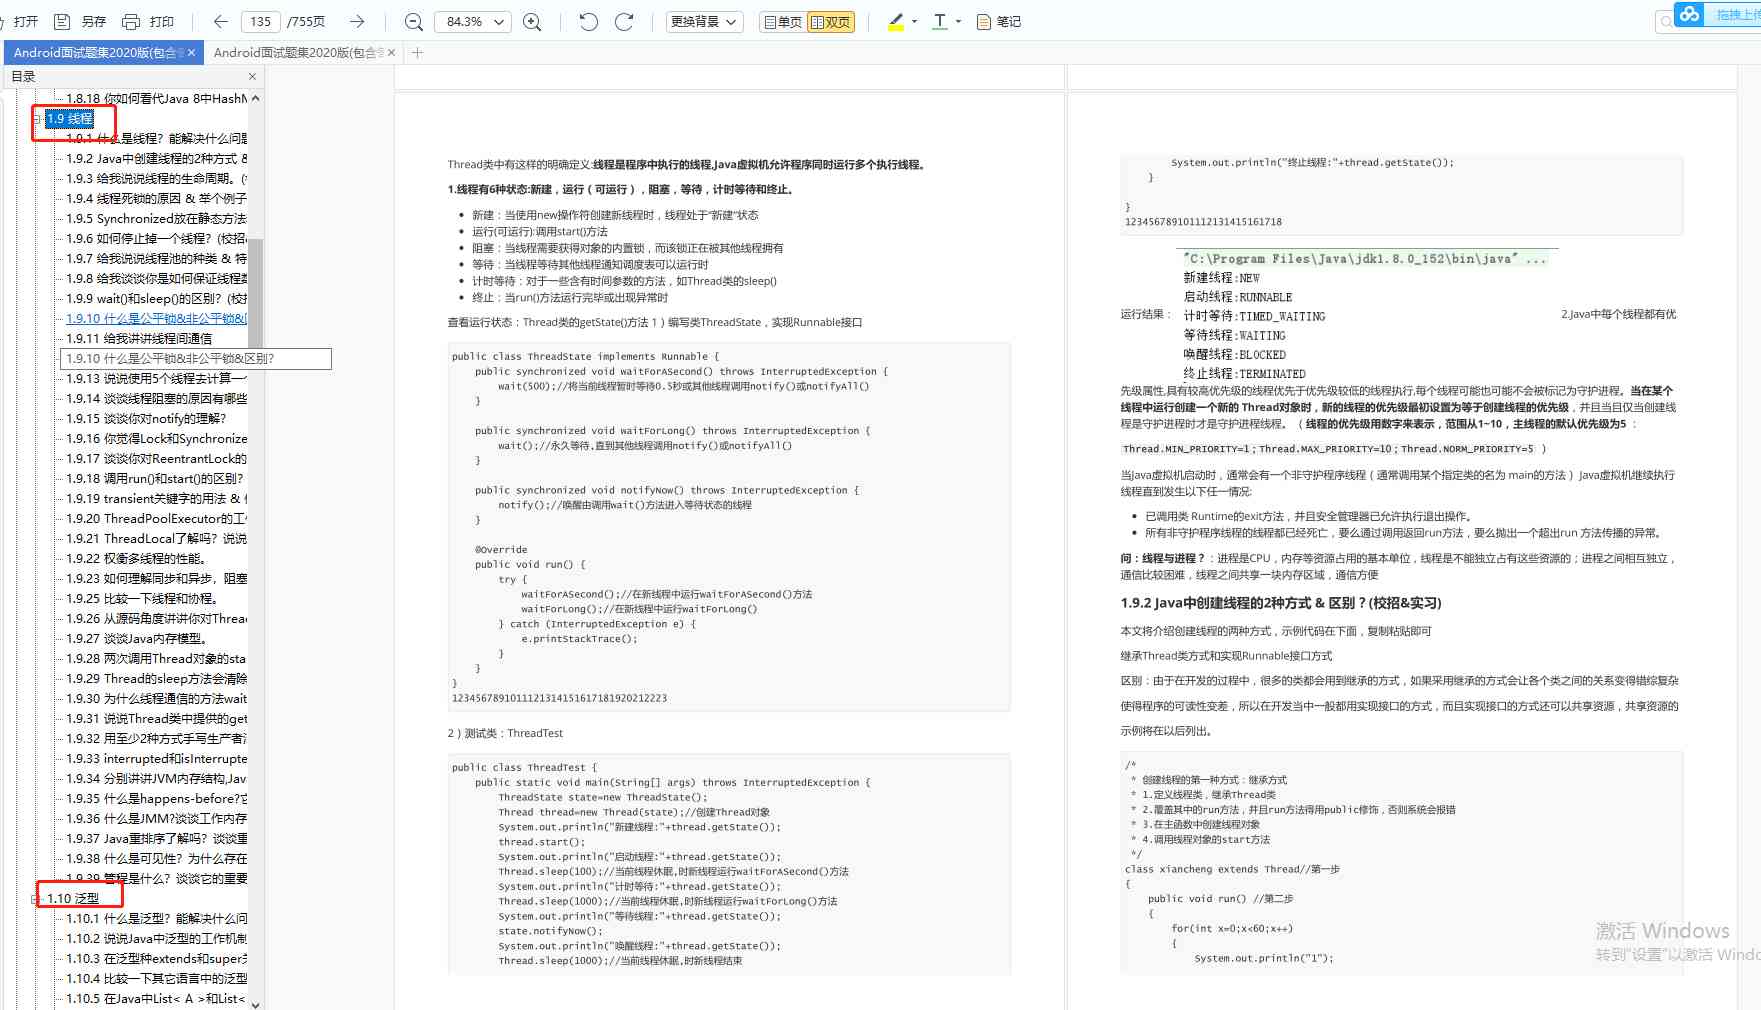 打开 另存 打印 135 /755页 84.3% 更换背景 单页 双页 笔记 拖拽上传
Android面试题集2020版(包含 Android面试题集2020版(包含
目录
1.8.18 你如何看代Java 8中HashM
1.9 线程
1.9.1 什么是线程？能解决什么问题
1.9.2 Java中创建线程的2种方式 &
1.9.3 给我说说线程的生命周期。(
1.9.4 线程死锁的原因 & 举个例子
1.9.5 Synchronized放在静态方法
1.9.6 如何停止掉一个线程？(校招
1.9.7 给我说说线程池的种类 & 特
1.9.8 给我谈谈你是如何保证线程
1.9.9 wait()和sleep()的区别？(校
1.9.10 什么是公平锁&非公平锁&
1.9.11 给我讲讲线程间通信
1.9.10 什么是公平锁&非公平锁&区别?
1.9.13 说说使用5个线程去计算一
1.9.14 谈谈线程阻塞的原因有哪些
1.9.15 谈谈你对notify的理解？
1.9.16 你觉得Lock和Synchronize
1.9.17 谈谈你对ReentrantLock的
1.9.18 调用run()和start()的区别？
1.9.19 transient关键字的用法 &
1.9.20 ThreadPoolExecutor的工
1.9.21 ThreadLocal了解吗？说说
1.9.22 权衡多线程的性能。
1.9.23 如何理解同步和异步，阻塞
1.9.25 比较一下线程和协程。
1.9.26 从源码角度讲讲你对Threa
1.9.27 谈谈Java内存模型。
1.9.28 两次调用Thread对象的sta
1.9.29 Thread的sleep方法会清除
1.9.30 为什么线程通信的方法wait
1.9.31 说说Thread类中提供的get
1.9.32 用至少2种方式手写生产者
1.9.33 interrupted和isInterrupte
1.9.34 分别讲讲JVM内存结构,Jav
1.9.35 什么是happens-before?它
1.9.36 什么是JMM?谈谈工作内存
1.9.37 Java重排序了解吗？谈谈重
1.9.38 什么是可见性？为什么存在
1.9.39 管程是什么？谈谈它的重要
1.10 泛型
1.10.1 什么是泛型？能解决什么问
1.10.2 说说Java中泛型的工作机制
1.10.3 在泛型种extends和super关
1.10.4 比较一下其它语言中的泛型
1.10.5 在Java中List< A >和List<
Thread类中有这样的明确定义:线程是程序中执行的线程,Java虚拟机允许程序同时运行多个执行线程。
1.线程有6种状态:新建，运行（可运行），阻塞，等待，计时等待和终止。
• 新建：当使用new操作符创建新线程时，线程处于“新建”状态
• 运行(可运行):调用start()方法
• 阻塞：当线程需要获得对象的内置锁，而该锁正在被其他线程拥有
• 等待：当线程等待其他线程通知调度表可以运行时
• 计时等待：对于一些含有时间参数的方法，如Thread类的sleep()
• 终止：当run()方法运行完毕或出现异常时
查看运行状态：Thread类的getState()方法 1）编写类ThreadState，实现Runnable接口
public class ThreadState implements Runnable {
public synchronized void waitForASecond() throws InterruptedException {
wait(500);//将当前线程暂时等待0.5秒或其他线程调用notify()或notifyAll()
}
public synchronized void waitForLong() throws InterruptedException {
wait();//永久等待,直到其他线程调用notify()或notifyAll()
}
public synchronized void notifyNow() throws InterruptedException {
notify();//唤醒由调用wait()方法进入等待状态的线程
}
@Override
public void run() {
try {
waitForASecond();//在新线程中运行waitForASecond()方法
waitForLong();//在新线程中运行waitForLong()
} catch (InterruptedException e) {
e.printStackTrace();
}
}
}
1234567891011121314151617181920212223
2）测试类：ThreadTest
public class ThreadTest {
public static void main(String[] args) throws InterruptedException {
ThreadState state=new ThreadState();
Thread thread=new Thread(state);//创建Thread对象
System.out.println("新建线程:"+thread.getState());
thread.start();
System.out.println("启动线程:"+thread.getState());
Thread.sleep(100);//当前线程休眠,时新线程运行waitForASecond()方法
System.out.println("计时等待:"+thread.getState());
Thread.sleep(1000);//当前线程休眠,时新线程运行waitForLong()方法
System.out.println("等待线程:"+thread.getState());
state.notifyNow();
System.out.println("唤醒线程:"+thread.getState());
Thread.sleep(1000);//当前线程休眠,时新线程结束
System.out.println("终止线程:"+thread.getState());
}
}
123456789101112131415161718
"C:\Program Files\Java\jdk1.8.0_152\bin\java" ...
新建线程:NEW
启动线程:RUNNABLE
运行结果： 计时等待:TIMED_WAITING 2.Java中每个线程都有优
等待线程:WAITING
唤醒线程:BLOCKED
终止线程:TERMINATED
先级属性,具有较高优先级的线程优先于优先级较低的线程执行,每个线程可能也可能不会被标记为守护进程。当在某个
线程中运行创建一个新的 Thread对象时，新的线程的优先级最初设置为等于创建线程的优先级，并且当且仅当创建线
程是守护进程时才是守护进程线程。（线程的优先级用数字来表示，范围从1~10，主线程的默认优先级为5：
Thread.MIN_PRIORITY=1；Thread.MAX_PRIORITY=10；Thread.NORM_PRIORITY=5 ）
当java虚拟机启动时，通常会有一个非守护程序线程（通常调用某个指定类的名为 main的方法）Java虚拟机继续执行
线程直到发生以下任一情况:
• 已调用类 Runtime的exit方法，并且安全管理器已允许执行退出操作。
• 所有非守护程序线程的线程都已经死亡，要么通过调用返回run方法，要么抛出一个超出run 方法传播的异常。
问：线程与进程？：进程是CPU，内存等资源占用的基本单位，线程是不能独立占有这些资源的；进程之间相互独立，
通信比较困难，线程之间共享一块内存区域，通信方便
1.9.2 Java中创建线程的2种方式 & 区别？(校招&实习)
本文将介绍创建线程的两种方式，示例代码在下面，复制粘贴即可
继承Thread类方式和实现Runnable接口方式
区别：由于在开发的过程中，很多的类都会用到继承的方式，如果采用继承的方式会让各个类之间的关系变得错综复杂
使得程序的可读性变差，所以在开发当中一般都用实现接口的方式，而且实现接口的方式还可以共享资源，共享资源的
示例将在以后列出。
/*
* 创建线程的第一种方式：继承方式
* 1.定义线程类，继承Thread类
* 2.覆盖其中的run方法，并且run方法得用public修饰，否则系统会报错
* 3.在主函数中创建线程对象
* 4.调用线程对象的start方法
*/
class xiancheng extends Thread//第一步
{
public void run() //第二步
{
for(int x=0;x<60;x++)
{
System.out.println("1");
激活 Windows
转到"设置"以激活 Windo